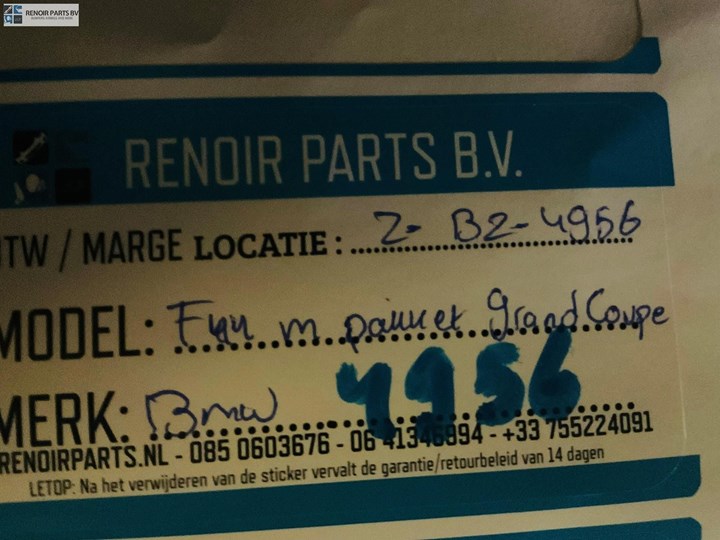 RENOIR PARTS BV
RENOIR PARTS B.V.
TW / MARGE LOCATIE: Z- B2-4956
MODEL: F44 m pakket Grand Coupe
MERK: Bmw 4956
RENOIRPARTS.NL - 085 0603676 - 06 41346894 - +33 755224091
LETOP: Na het verwijderen van de sticker vervalt de garantie/retourbeleid van 14 dagen